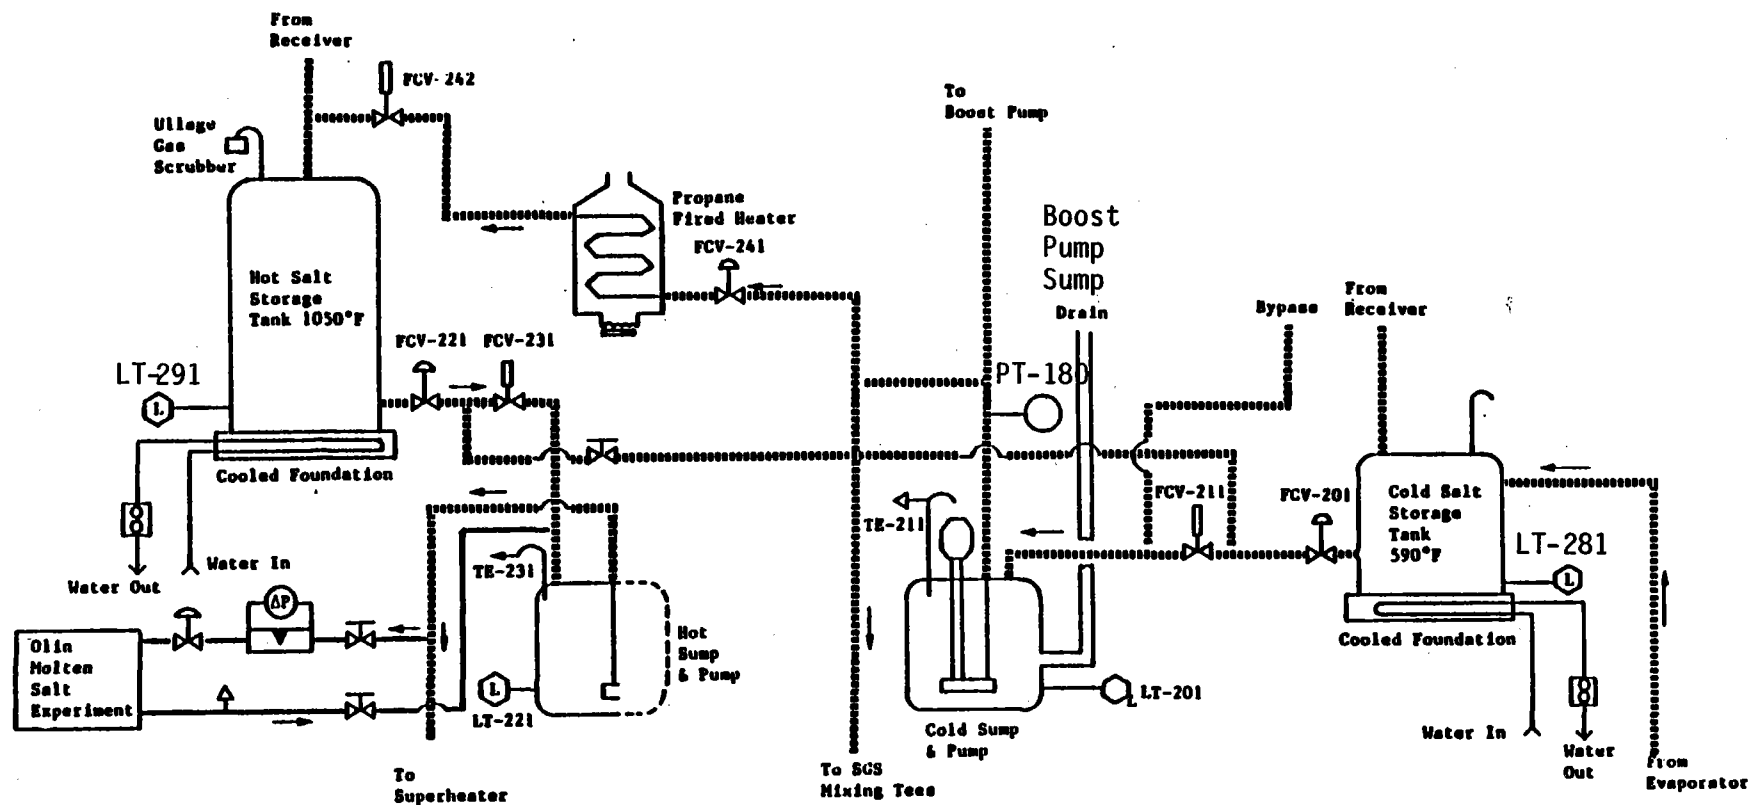 From
Receiver
FCV-242
Ullage
Gas
Scrubber
To
Boost Pump
Propane
Fired Heater
FCV-241
Boost
Pump
Sump
Drain
Bypass
From
Receiver
Hot Salt
Storage
Tank 1050°F
FCV-221
FCV-231
LT-291
L
PT-180
Cooled Foundation
TE-211
FCV-211
FCV-201
Cold Salt
Storage
Tank
590°F
LT-281
L
Water Out
Water In
TE-231
ΔP
Olin
Molten
Salt
Experiment
Hot
Sump
& Pump
L
LT-221
L
LT-201
Cold Sump
& Pump
Cooled Foundation
Water In
Water
Out
From
Evaporator
To
Superheater
To SGS
Mixing Tees